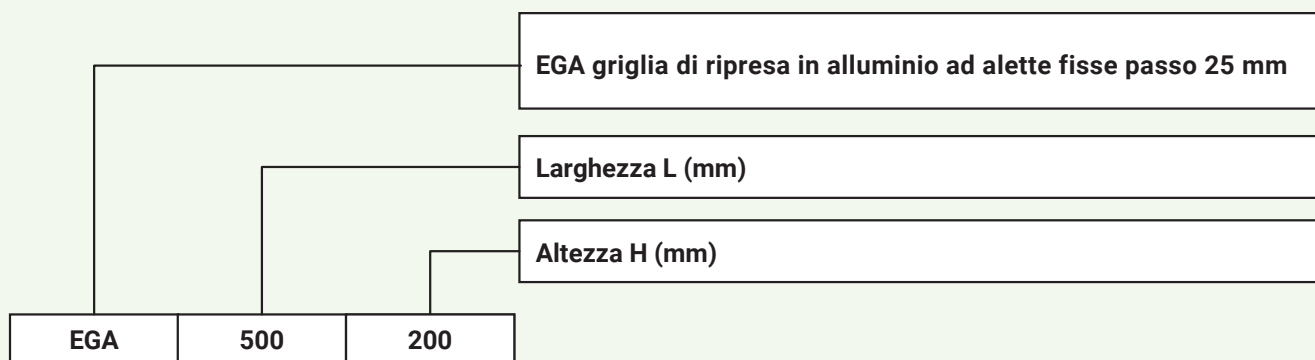 EGA griglia di ripresa in alluminio ad alette fisse passo 25 mm
Larghezza L (mm)
Altezza H (mm)
EGA 500 200